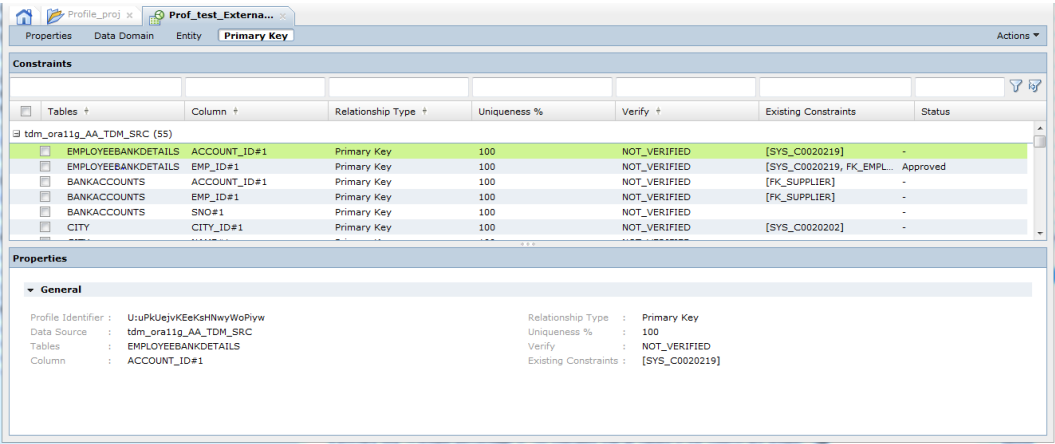 Profile_proj × Prof_test_Externa... ×
Properties Data Domain Entity Primary Key Actions
Constraints
Tables Column Relationship Type Uniqueness % Verify Existing Constraints Status
tdm_ora11g_AA_TDM_SRC (55)
EMPLOYEEBANKDETAILS ACCOUNT_ID#1 Primary Key 100 NOT_VERIFIED [SYS_C0020219] -
EMPLOYEEBANKDETAILS EMP_ID#1 Primary Key 100 NOT_VERIFIED [SYS_C0020219, FK_EMPL... Approved
BANKACCOUNTS ACCOUNT_ID#1 Primary Key 100 NOT_VERIFIED [FK_SUPPLIER] -
BANKACCOUNTS EMP_ID#1 Primary Key 100 NOT_VERIFIED [FK_SUPPLIER] -
BANKACCOUNTS SNO#1 Primary Key 100 NOT_VERIFIED -
CITY CITY_ID#1 Primary Key 100 NOT_VERIFIED [SYS_C0020202] -
Properties
General
Profile Identifier : U:uPkUejvKEeKsHNwyWoPiyw Relationship Type : Primary Key
Data Source : tdm_ora11g_AA_TDM_SRC Uniqueness % : 100
Tables : EMPLOYEEBANKDETAILS Verify : NOT_VERIFIED
Column : ACCOUNT_ID#1 Existing Constraints : [SYS_C0020219]